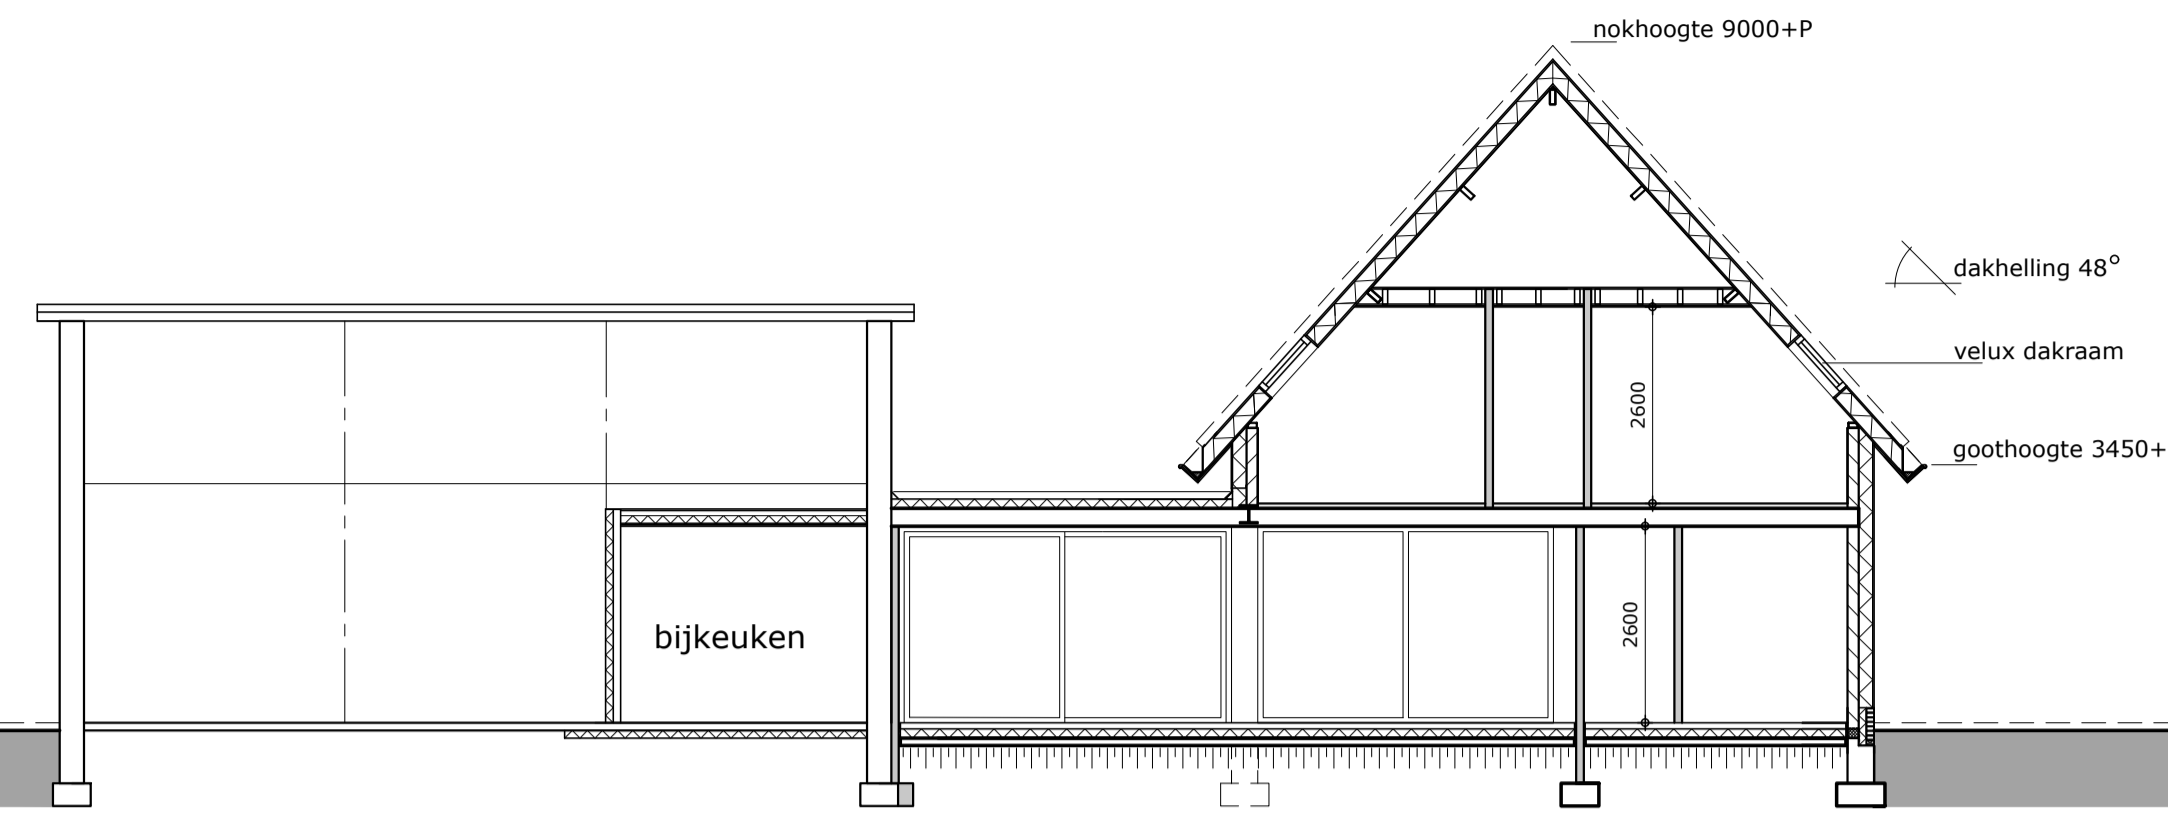 nokhoogte 9000+P
dakhelling 48°
velux dakraam
2600
goothoogte 3450+
2600
bijkeuken